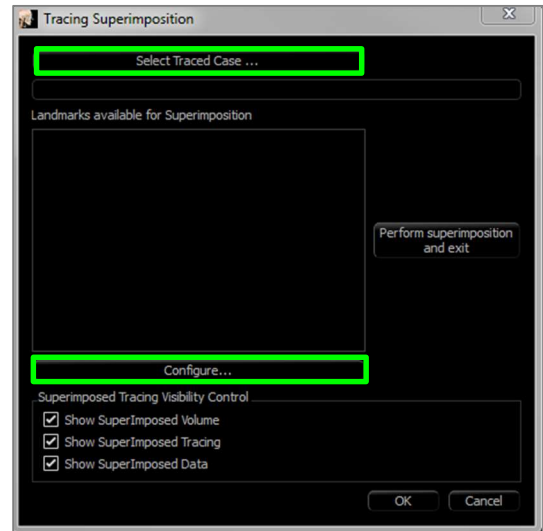 Tracing Superimposition
Select Traced Case ...
Landmarks available for Superimposition
Perform superimposition
and exit
Configure...
Superimposed Tracing Visibility Control
Show SuperImposed Volume
Show SuperImposed Tracing
Show SuperImposed Data
OK
Cancel